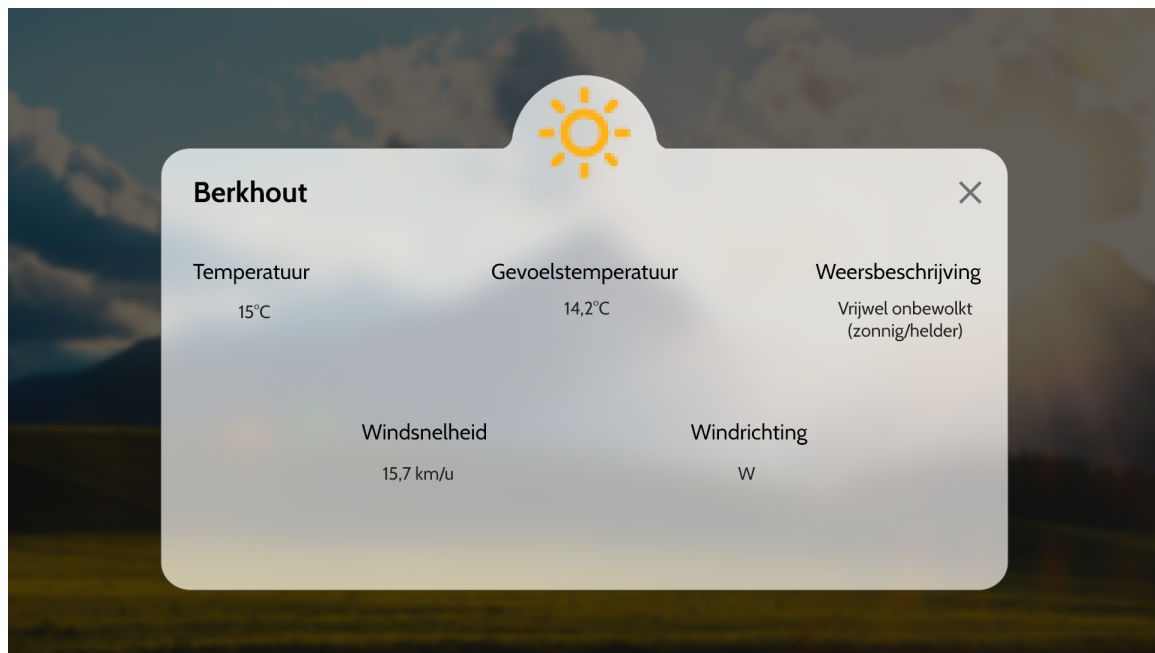 Berkhout
Temperatuur
15°C
Gevoelstemperatuur
14,2°C
Weersbeschrijving
Vrijwel onbewolkt
(zonnig/helder)
Windsnelheid
15,7 km/u
Windrichting
W